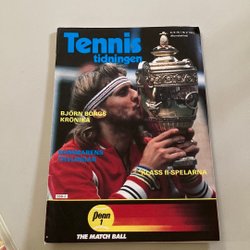 Tennis
tidningen
BJÖRN BORGS
KRÖNIKA
KLASS II-SPELARNA
Penn
1
THE MATCH BALL